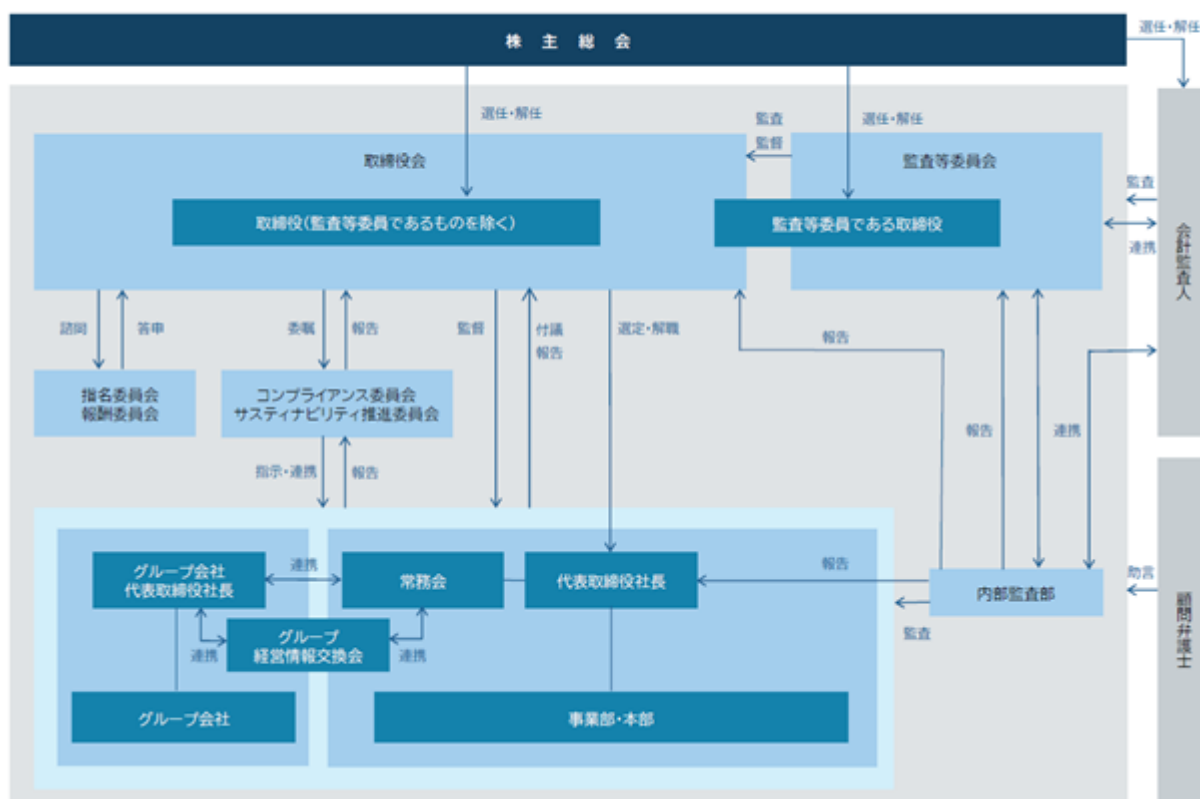 株主総会
選任・解任
選任・解任
選任・解任
監査
監督
取締役会
監査等委員会
取締役(監査等委員であるものを除く)
監査等委員である取締役
監査
連携
会計監査人
諮問
答申
委嘱
報告
監督
付議
報告
選定・解職
報告
指名委員会
報酬委員会
コンプライアンス委員会
サスティナビリティ推進委員会
報告
連携
指示・連携
報告
グループ会社
代表取締役社長
連携
常務会
代表取締役社長
報告
内部監査部
助言
顧問弁護士
監査
グループ
経営情報交換会
連携
連携
グループ会社
事業部・本部